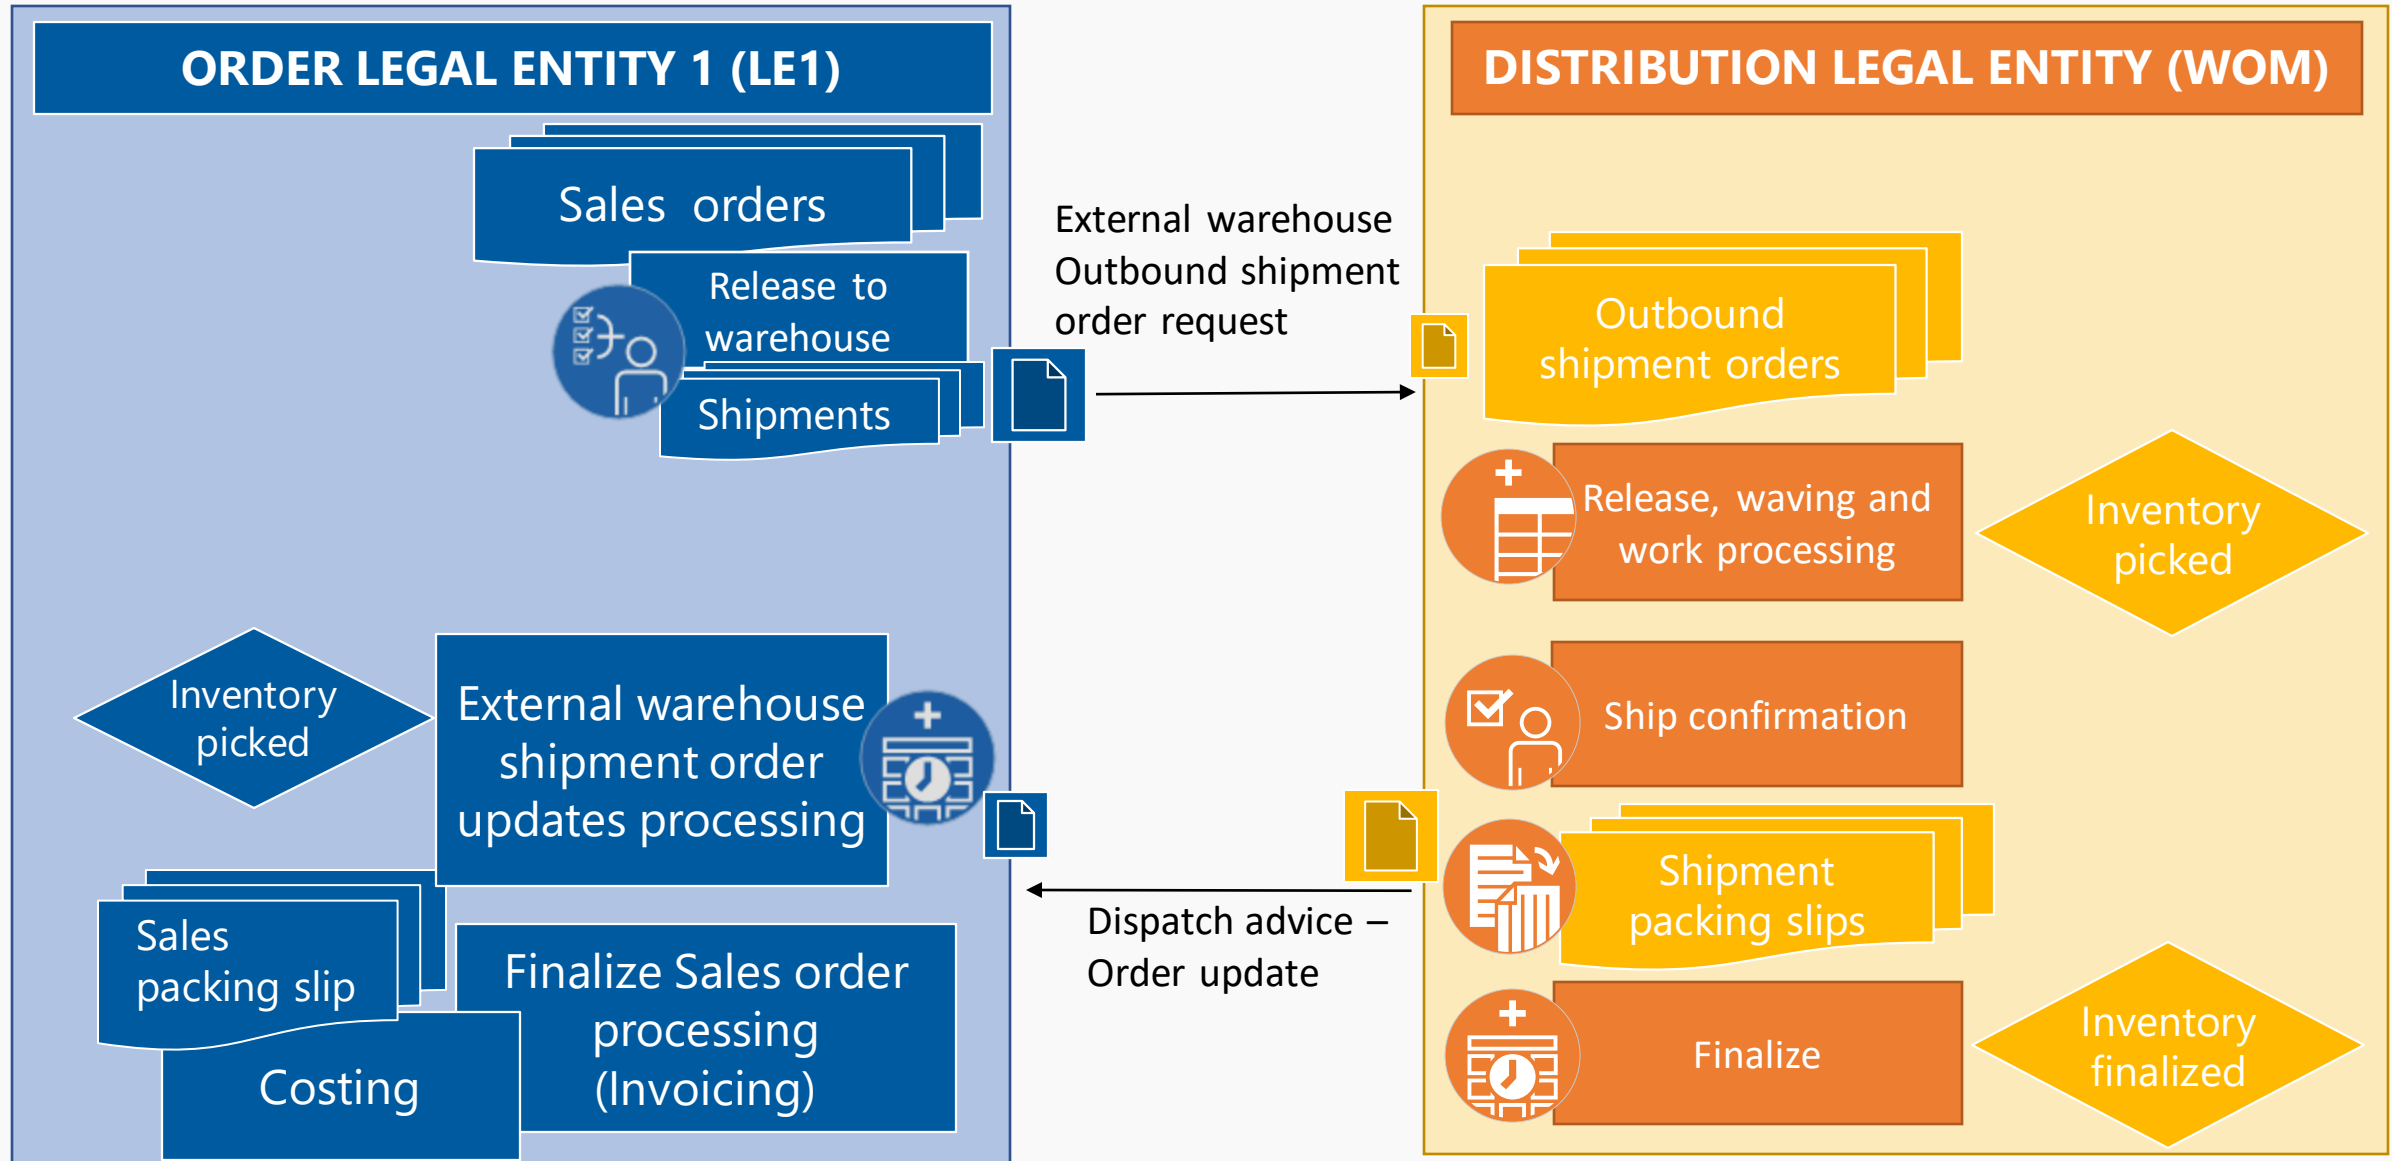 ORDER LEGAL ENTITY 1 (LE1)
Sales orders
Release to
warehouse
Shipments
Inventory
picked
External warehouse
shipment order
updates processing
Sales
packing slip
Costing
Finalize Sales order
processing
(Invoicing)
External warehouse
Outbound shipment
order request
Dispatch advice –
Order update
DISTRIBUTION LEGAL ENTITY (WOM)
Outbound
shipment orders
Release, waving and
work processing
Inventory
picked
Ship confirmation
Shipment
packing slips
Finalize
Inventory
finalized